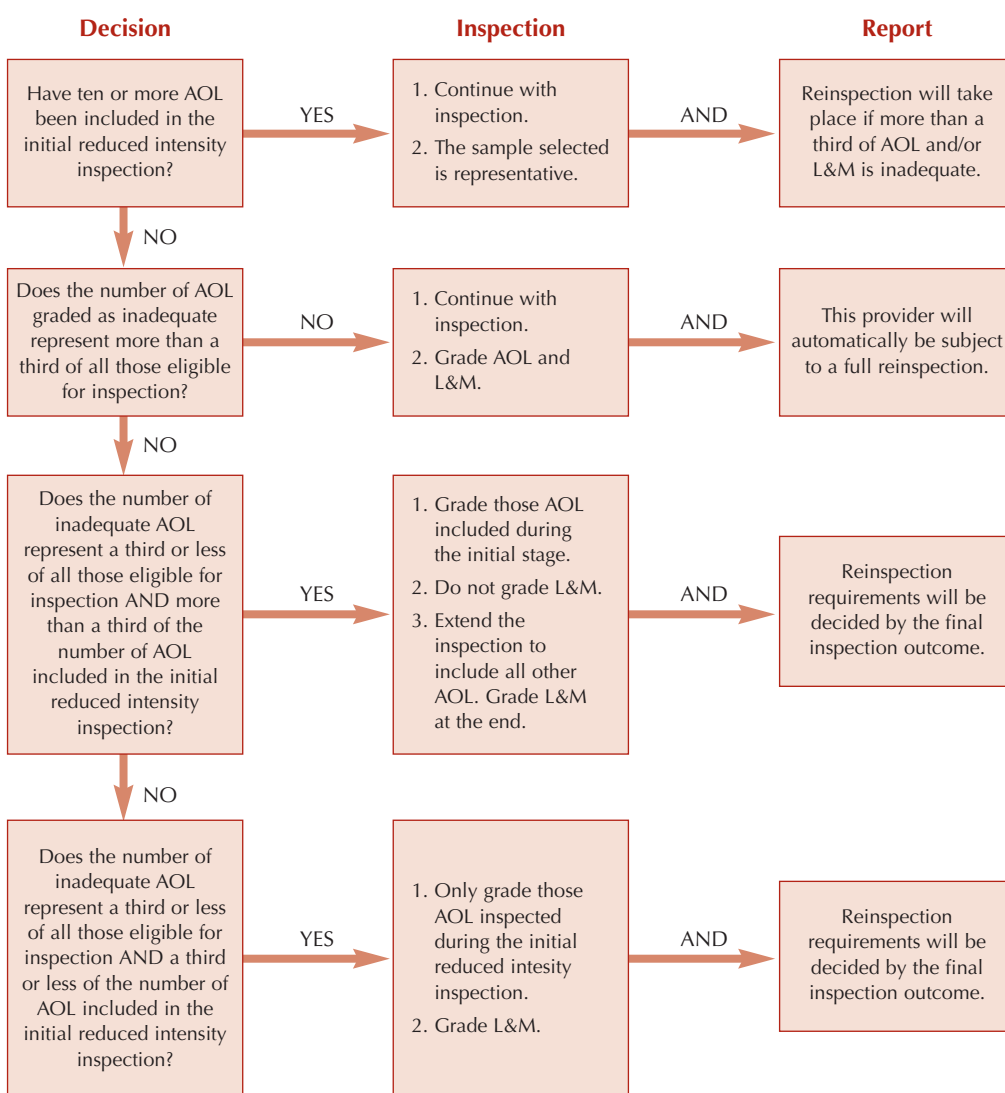 Decision
Inspection
Report
Have ten or more AOL
been included in the
initial reduced intensity
inspection?
YES
1. Continue with
inspection.
2. The sample selected
is representative.
AND
Reinspection will take
place if more than a
third of AOL and/or
L&M is inadequate.
NO
Does the number of AOL
graded as inadequate
represent more than a
third of all those eligible
for inspection?
NO
1. Continue with
inspection.
2. Grade AOL and
L&M.
AND
This provider will
automatically be subject
to a full reinspection.
NO
Does the number of
inadequate AOL
represent a third or less
of all those eligible for
inspection AND more
than a third of the
number of AOL
included in the initial
reduced intensity
inspection?
YES
1. Grade those AOL
included during
the initial stage.
2. Do not grade L&M.
3. Extend the
inspection to
include all other
AOL. Grade L&M
at the end.
AND
Reinspection
requirements will be
decided by the final
inspection outcome.
NO
Does the number of
inadequate AOL
represent a third or less
of all those eligible for
inspection AND a third
or less of the number of
AOL included in the
initial reduced intensity
inspection?
YES
1. Only grade those
AOL inspected
during the initial
reduced intesity
inspection.
2. Grade L&M.
AND
Reinspection
requirements will be
decided by the final
inspection outcome.